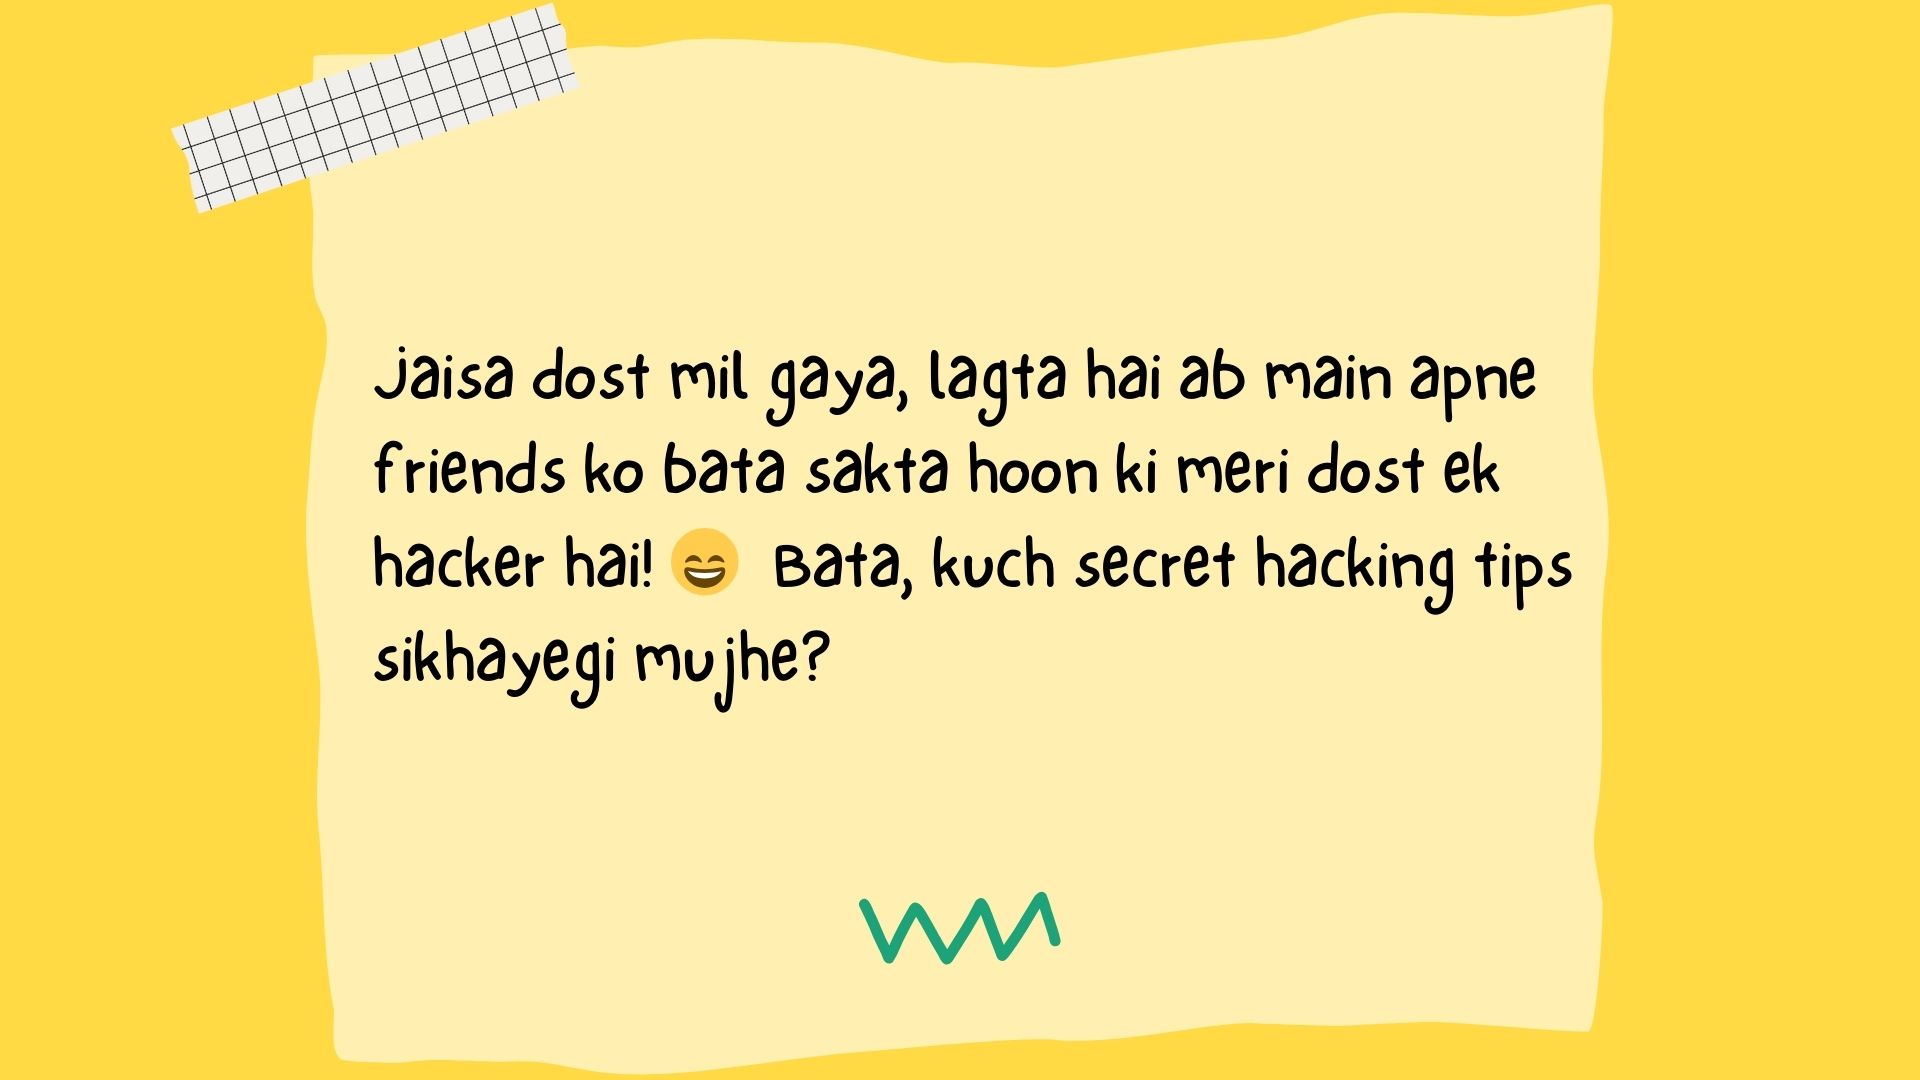 Jaisa dost mil gaya, lagta hai ab main apne
friends ko bata sakta hoon ki meri dost ek
hacker hai! 😄 Bata, kuch secret hacking tips
sikhayegi mujhe?